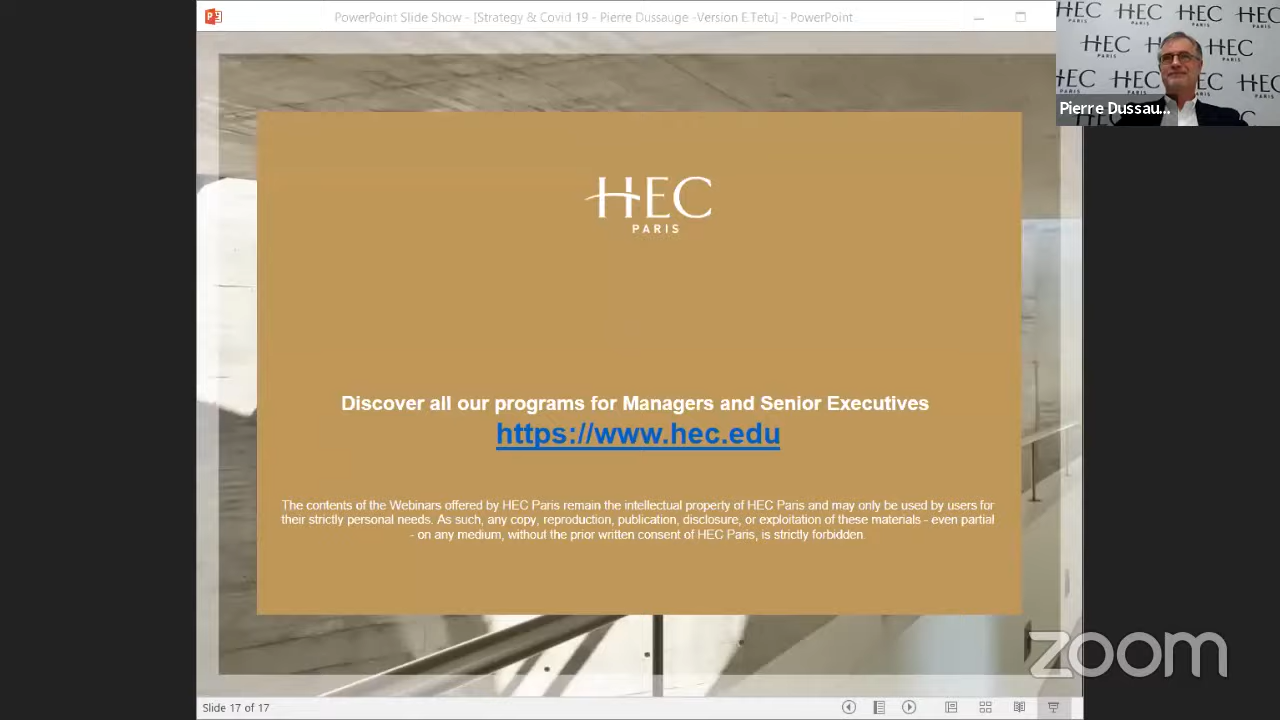 PowerPoint Slide Show - [Strategy & Covid 19 - Pierre Dussauge -Version E.Tetu] - PowerPoint
HEC
PARIS
Pierre Dussau...
HEC
PARIS
Discover all our programs for Managers and Senior Executives
https://www.hec.edu
The contents of the Webinars offered by HEC Paris remain the intellectual property of HEC Paris and may only be used by users for
their strictly personal needs. As such, any copy, reproduction, publication, disclosure, or exploitation of these materials - even partial
- on any medium, without the prior written consent of HEC Paris, is strictly forbidden.
zoom
Slide 17 of 17